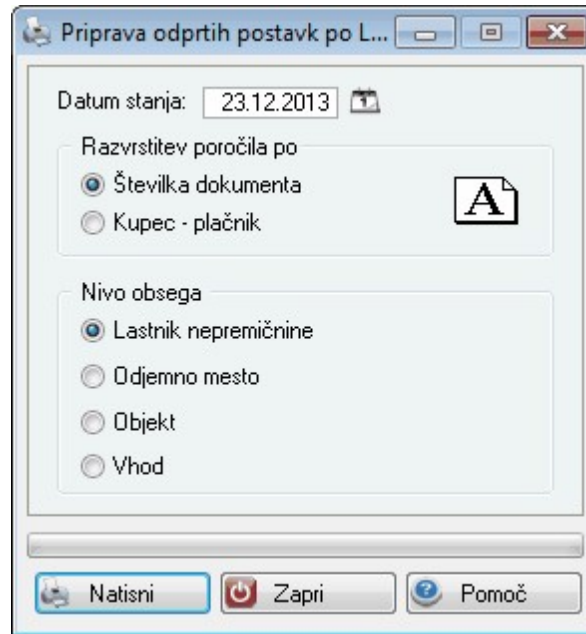 Priprava odprtih postavk po L...
Datum stanja: 23.12.2013
Razvrstitev poročila po
Številka dokumenta
Kupec - plačnik
A
Nivo obsega
Lastnik nepremičnine
Odjemno mesto
Objekt
Vhod
Natisni Zapri Pomoč